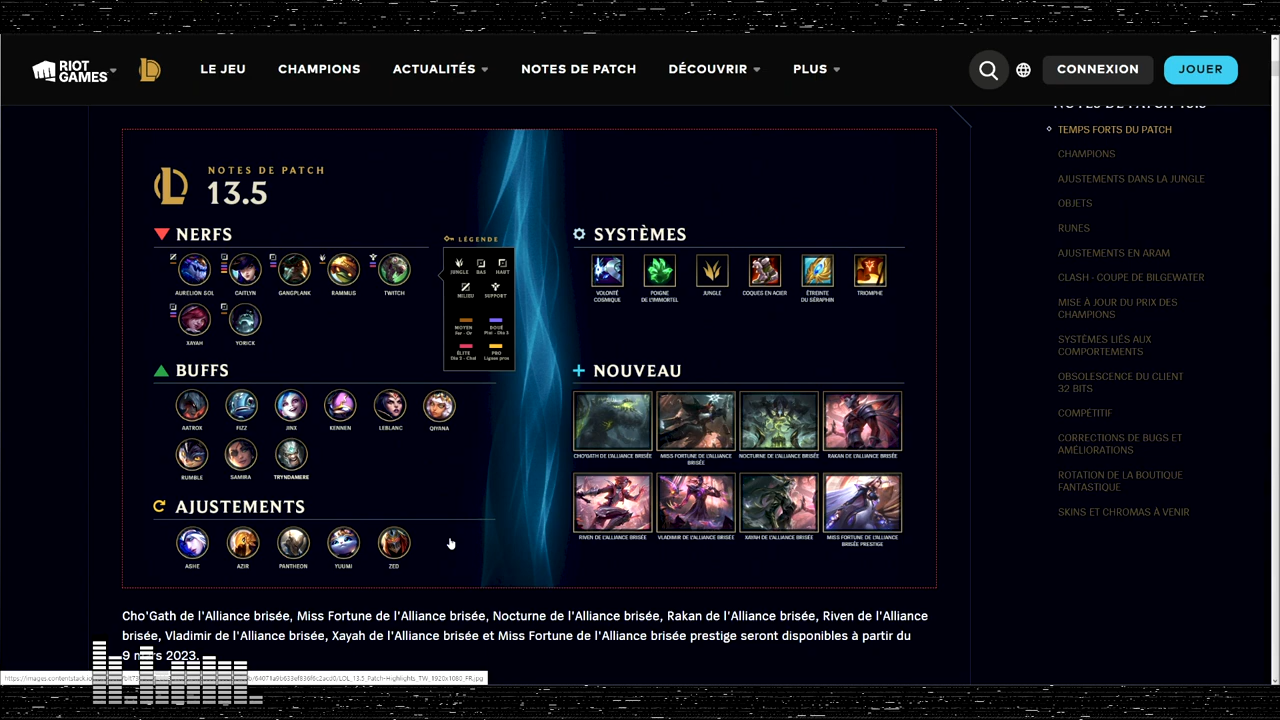 RIOT GAMES
LE JEU
CHAMPIONS
ACTUALITÉS
NOTES DE PATCH
DÉCOUVRIR
PLUS
CONNEXION
JOUER
NOTES DE PATCH
13.5
NERFS
AURELION SOL
CAITLYN
GANGPLANK
RAMMUS
TWITCH
XAYAH
YORICK
LÉGENDE
JUNGLE
BAS
HAUT
MILIEU
SUPPORT
MOYEN
Fer - Or
DOUÉ
ÉLITE
PRO
Ligues pros
BUFFS
AATROX
FIZZ
JINX
KENNEN
LEBLANC
QIYANA
RUMBLE
SAMIRA
TRYNDAMERE
AJUSTEMENTS
ASHE
AZIR
PANTHEON
YUUMI
ZED
SYSTÈMES
VOLONTÉ
COSMIQUE
POIGNE
DE L'IMMORTEL
JUNGLE
COQUES EN ACIER
ÉTREINTE
DU SÉRAPHIN
TRIOMPHE
NOUVEAU
CHO'GATH DE L'ALLIANCE BRISÉE
MISS FORTUNE DE L'ALLIANCE
BRISÉE
NOCTURNE DE L'ALLIANCE BRISÉE
RAKAN DE L'ALLIANCE BRISÉE
RIVEN DE L'ALLIANCE BRISÉE
VLADIMIR DE L'ALLIANCE BRISÉE
XAYAH DE L'ALLIANCE BRISÉE
MISS FORTUNE DE L'ALLIANCE
BRISÉE PRESTIGE
Cho'Gath de l'Alliance brisée, Miss Fortune de l'Alliance brisée, Nocturne de l'Alliance brisée, Rakan de l'Alliance brisée, Riven de l'Alliance
brisée, Vladimir de l'Alliance brisée, Xayah de l'Alliance brisée et Miss Fortune de l'Alliance brisée prestige seront disponibles à partir du
9 mars 2023.
TEMPS FORTS DU PATCH
CHAMPIONS
AJUSTEMENTS DANS LA JUNGLE
OBJETS
RUNES
AJUSTEMENTS EN ARAM
CLASH - COUPE DE BILGEWATER
MISE À JOUR DU PRIX DES
CHAMPIONS
SYSTÈMES LIÉS AUX
COMPORTEMENTS
OBSOLESCENCE DU CLIENT
32 BITS
COMPÉTITIF
CORRECTIONS DE BUGS ET
AMÉLIORATIONS
ROTATION DE LA BOUTIQUE
FANTASTIQUE
SKINS ET CHROMAS À VENIR